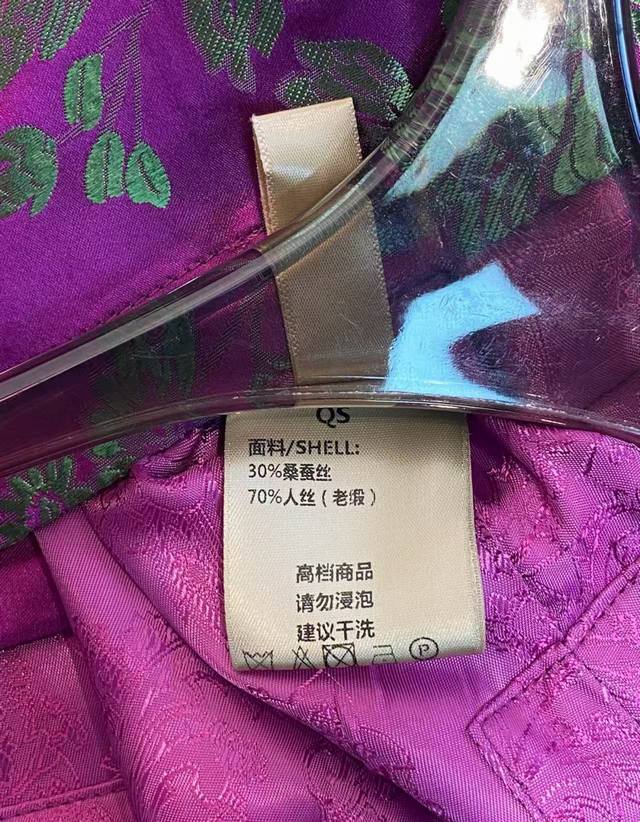 QS
面料/SHELL:
30%桑蚕丝
70%人丝（老缎）
高档商品
请勿浸泡
建议干洗
P